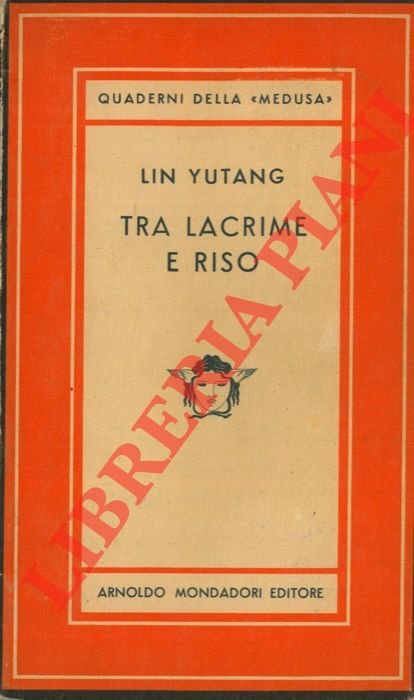 QUADERNI DELLA «MEDUSA»
LIN YUTANG
TRA LACRIME
E RISO
LIBRERIA PIANI
ARNOLDO MONDADORI EDITORE